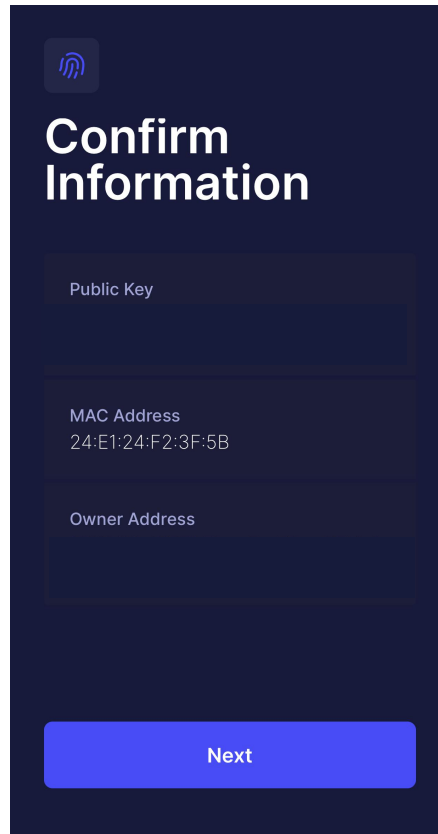 Confirm
Information
Public Key
MAC Address
24:E1:24:F2:3F:5B
Owner Address
Next